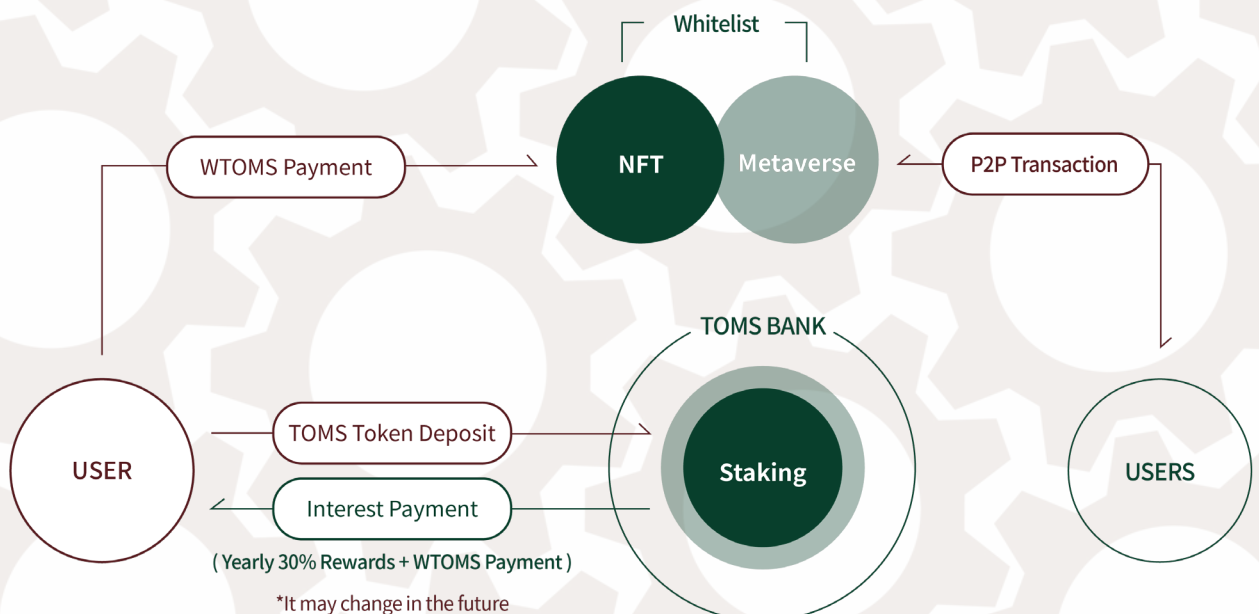 Whitelist
NFT
Metaverse
WTOMS Payment
P2P Transaction
TOMS BANK
TOMS Token Deposit
Staking
USER
USERS
Interest Payment
( Yearly 30% Rewards + WTOMS Payment )
*It may change in the future